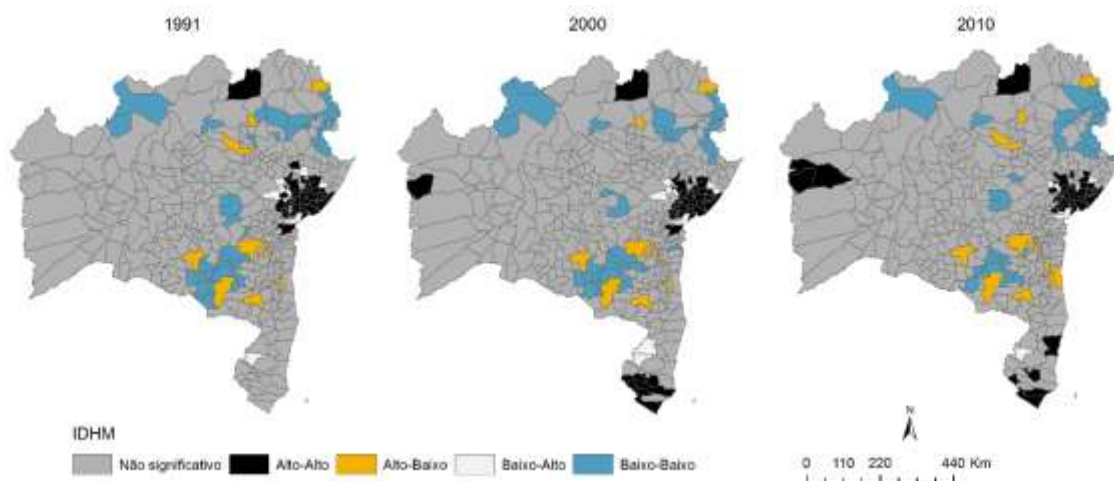 1991 2000 2010
IDHM
Não significativo Alto-Alto Alto-Baixo Baixo-Alto Baixo-Baixo
N
0 110 220 440 Km